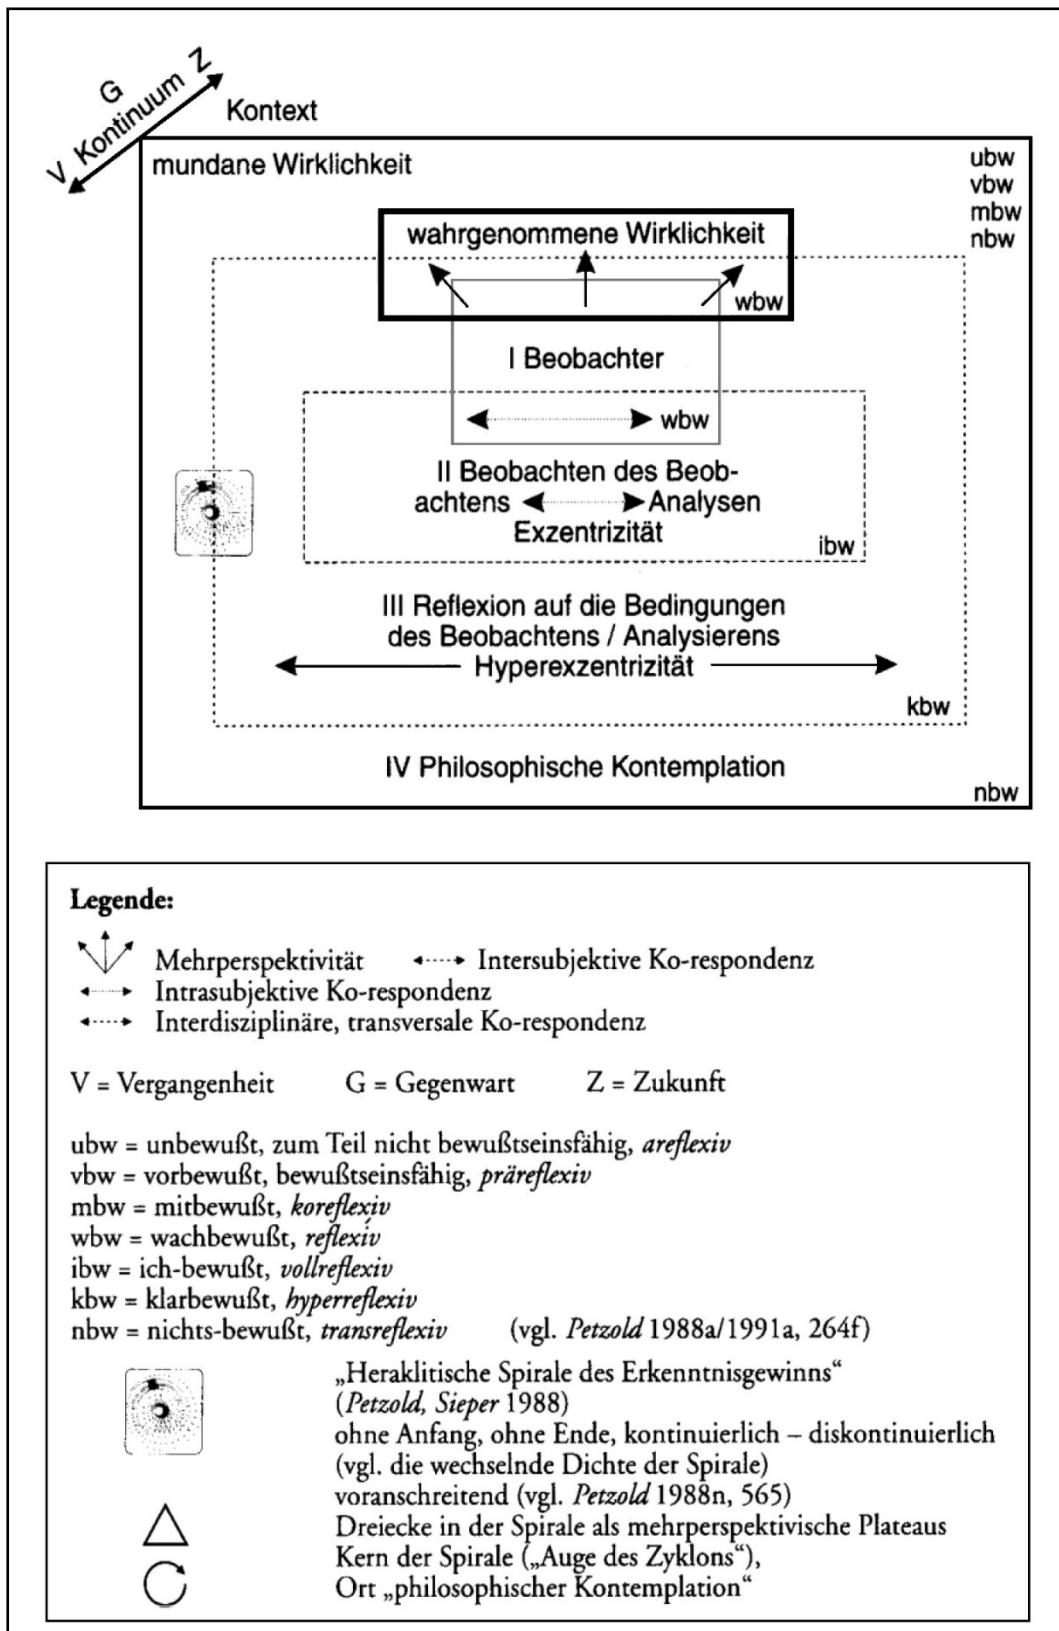 V Kontinuum Z
G
Kontext
mundane Wirklichkeit
ubw
vbw
mbw
nbw
wahrgenommene Wirklichkeit
wbw
I Beobachter
wbw
II Beobachten des Beob-
achtens Analysen
Exzentrizität
ibw
III Reflexion auf die Bedingungen
des Beobachtens / Analysierens
Hyperexzentrizität
kbw
IV Philosophische Kontemplation
nbw
Legende:
Mehrperspektivität Intersubjektive Ko-respondenz
Intrasubjektive Ko-respondenz
Interdisziplinäre, transversale Ko-respondenz
V = Vergangenheit G = Gegenwart Z = Zukunft
ubw = unbewußt, zum Teil nicht bewußtseinsfähig, areflexiv
vbw = vorbewußt, bewußtseinsfähig, präreflexiv
mbw = mitbewußt, koreflexiv
wbw = wachbewußt, reflexiv
ibw = ich-bewußt, vollreflexiv
kbw = klarbewußt, hyperreflexiv
nbw = nichts-bewußt, transreflexiv (vgl. Petzold 1988a/1991a, 264f)
„Heraklitische Spirale des Erkenntnisgewinns“
(Petzold, Sieper 1988)
ohne Anfang, ohne Ende, kontinuierlich – diskontinuierlich
(vgl. die wechselnde Dichte der Spirale)
voranschreitend (vgl. Petzold 1988n, 565)
Dreiecke in der Spirale als mehrperspektivische Plateaus
Kern der Spirale („Auge des Zyklons“),
Ort „philosophischer Kontemplation“